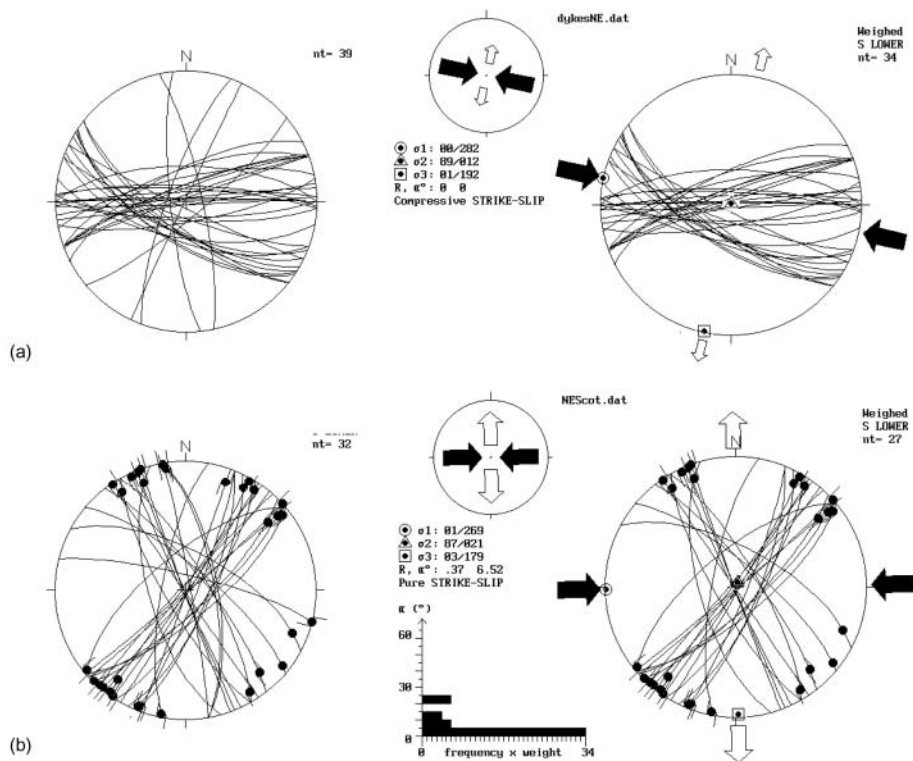 N
nt= 39
dykesNE.dat
σ1: 00/282
σ2: 89/012
σ3: 01/192
R, α°: 0 0
Compressive STRIKE-SLIP
Weighed
S LOWER
nt= 34
N
(a)
N
nt= 32
NEScot.dat
σ1: 01/269
σ2: 87/021
σ3: 03/179
R, α°: .37 6.52
Pure STRIKE-SLIP
α (°)
60
30
0
0 34
frequency x weight
Weighed
S LOWER
nt= 27
N
(b)